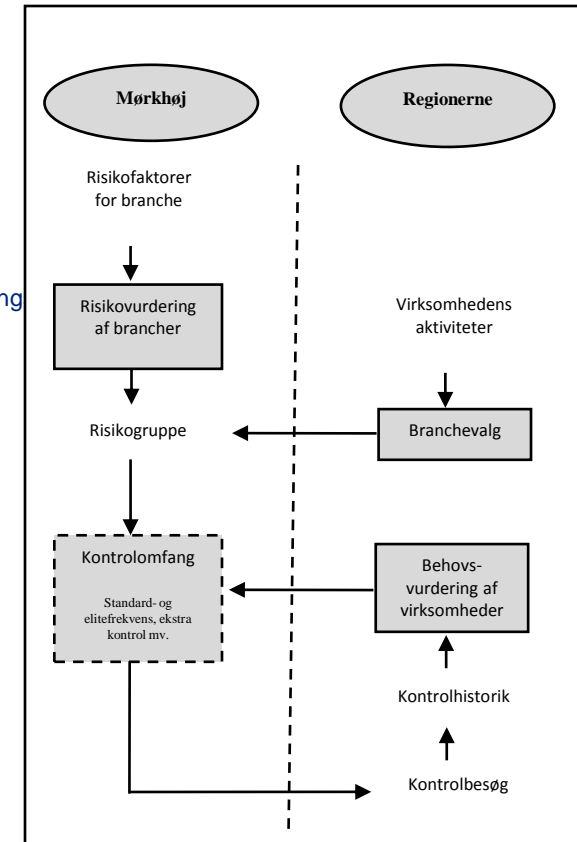 Mørkhøj
Regionerne
Risikofaktorer
for branche
ng
Risikovurdering
af brancher
Virksomhedens
aktiviteter
Risikogruppe
Branchevalg
Kontrolomfang
Standard- og
elitefrekvens, ekstra
kontrol mv.
Behovs-
vurdering af
virksomheder
Kontrolhistorik
Kontrolbesøg